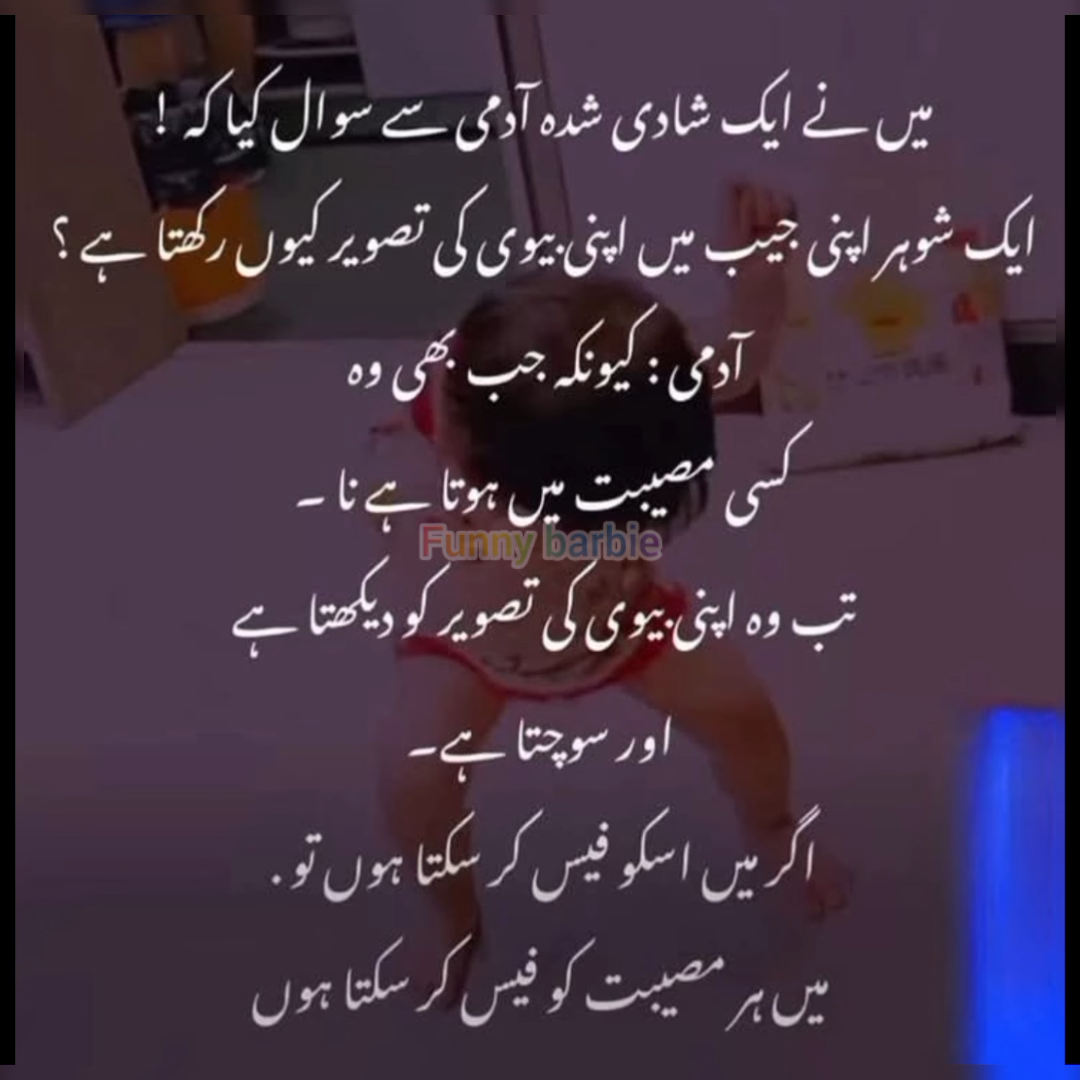 میں نے ایک شادی شدہ آدمی سے سوال کیا کہ !
ایک شوہر اپنی جیب میں اپنی بیوی کی تصویر کیوں رکھتا ہے ؟
آدمی : کیونکہ جب بھی وہ
کسی مصیبت میں ہوتا ہے نا ۔
Funny barbie
تب وہ اپنی بیوی کی تصویر کو دیکھتا ہے
اور سوچتا ہے۔
اگر میں اسکو فیس کر سکتا ہوں تو .
میں ہر مصیبت کو فیس کر سکتا ہوں